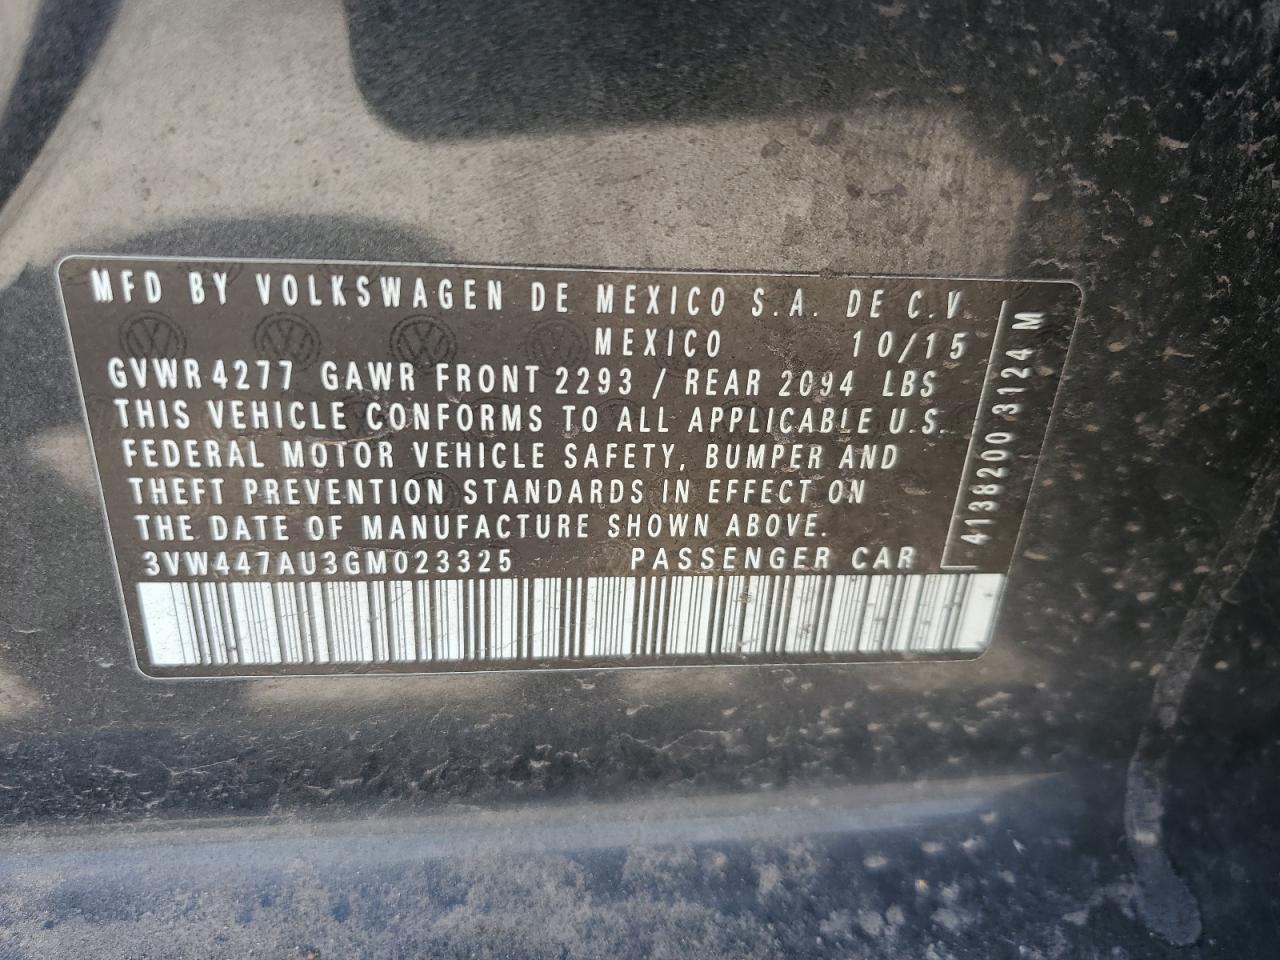 MFD BY VOLKSWAGEN DE MEXICO S.A. DE C.V.
MEXICO 10/15
GVWR 4277 GAWR FRONT 2293 / REAR 2094 LBS
THIS VEHICLE CONFORMS TO ALL APPLICABLE U.S.
FEDERAL MOTOR VEHICLE SAFETY, BUMPER AND
THEFT PREVENTION STANDARDS IN EFFECT ON
THE DATE OF MANUFACTURE SHOWN ABOVE.
3VW447AU3GM023325 PASSENGER CAR
4138200 3124 M